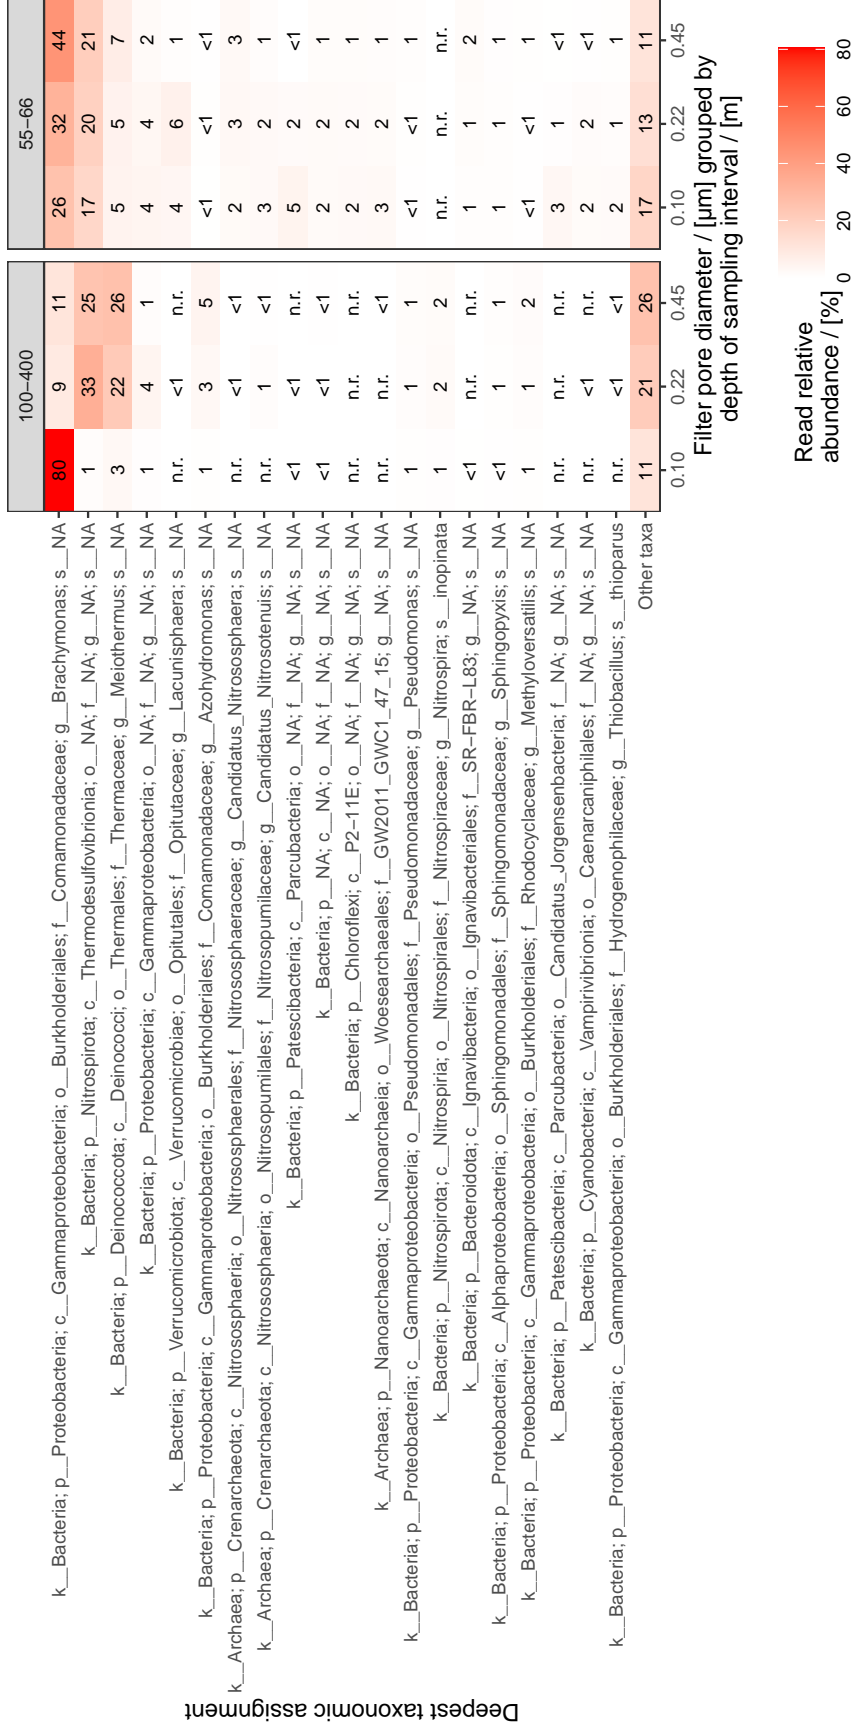 100−400
55−66
k__Bacteria; p__Proteobacteria; c__Gammaproteobacteria; o__Burkholderiales; f__Comamonadaceae; g__Brachymonas; s__NA 80 9 11 26 32 44
k__Bacteria; p__Nitrospirota; c__Thermodesulfovibrionia; o__NA; f__NA; g__NA; s__NA 1 33 25 17 20 21
k__Bacteria; p__Deinococcota; c__Deinococci; o__Thermales; f__Thermaceae; g__Meiothermus; s__NA 3 22 26 5 5 7
k__Bacteria; p__Proteobacteria; c__Gammaproteobacteria; o__NA; f__NA; g__NA; s__NA 1 4 1 4 4 2
k__Bacteria; p__Verrucomicrobiota; c__Verrucomicrobiae; o__Opitutales; f__Opitutaceae; g__Lacunisphaera; s__NA n.r. <1 n.r. 4 6 1
k__Bacteria; p__Proteobacteria; c__Gammaproteobacteria; o__Burkholderiales; f__Comamonadaceae; g__Azohydromonas; s__NA 1 3 5 <1 <1 <1
k__Archaea; p__Crenarchaeota; c__Nitrososphaeria; o__Nitrososphaerales; f__Nitrososphaeraceae; g__Candidatus_Nitrososphaera; s__NA n.r. <1 <1 2 3 3
k__Archaea; p__Crenarchaeota; c__Nitrososphaeria; o__Nitrosopumilales; f__Nitrosopumilaceae; g__Candidatus_Nitrosotenuis; s__NA n.r. 1 <1 3 2 1
k__Bacteria; p__Patescibacteria; c__Parcubacteria; o__NA; f__NA; g__NA; s__NA <1 <1 n.r. 5 2 <1
k__Bacteria; p__NA; c__NA; o__NA; f__NA; g__NA; s__NA <1 <1 <1 2 2 1
k__Bacteria; p__Chloroflexi; c__P2−11E; o__NA; f__NA; g__NA; s__NA n.r. n.r. n.r. 2 2 1
k__Archaea; p__Nanoarchaeota; c__Nanoarchaeia; o__Woesearchaeales; f__GW2011_GWC1_47_15; g__NA; s__NA n.r. n.r. <1 3 2 1
k__Bacteria; p__Proteobacteria; c__Gammaproteobacteria; o__Pseudomonadales; f__Pseudomonadaceae; g__Pseudomonas; s__NA 1 1 1 <1 <1 1
k__Bacteria; p__Nitrospirota; c__Nitrospiria; o__Nitrospirales; f__Nitrospiraceae; g__Nitrospira; s__inopinata 1 2 2 n.r. n.r. n.r.
k__Bacteria; p__Bacteroidota; c__Ignavibacteria; o__Ignavibacteriales; f__SR−FBR−L83; g__NA; s__NA <1 n.r. n.r. 1 1 2
k__Bacteria; p__Proteobacteria; c__Alphaproteobacteria; o__Sphingomonadales; f__Sphingomonadaceae; g__Sphingopyxis; s__NA <1 1 1 1 1 1
k__Bacteria; p__Proteobacteria; c__Gammaproteobacteria; o__Burkholderiales; f__Rhodocyclaceae; g__Methyloversatilis; s__NA 1 1 2 <1 <1 1
k__Bacteria; p__Patescibacteria; c__Parcubacteria; o__Candidatus_Jorgensenbacteria; f__NA; g__NA; s__NA n.r. n.r. n.r. 3 1 <1
k__Bacteria; p__Cyanobacteria; c__Vampirivibrionia; o__Caenarcaniphilales; f__NA; g__NA; s__NA n.r. <1 n.r. 2 2 <1
k__Bacteria; p__Proteobacteria; c__Gammaproteobacteria; o__Burkholderiales; f__Hydrogenophilaceae; g__Thiobacillus; s__thioparus n.r. <1 <1 2 1 1
Other taxa 11 21 26 17 13 11
0.10 0.22 0.45 0.10 0.22 0.45
Filter pore diameter / [µm] grouped by
depth of sampling interval / [m]
Deepest taxonomic assignment
Read relative
abundance / [%]
0 20 40 60 80